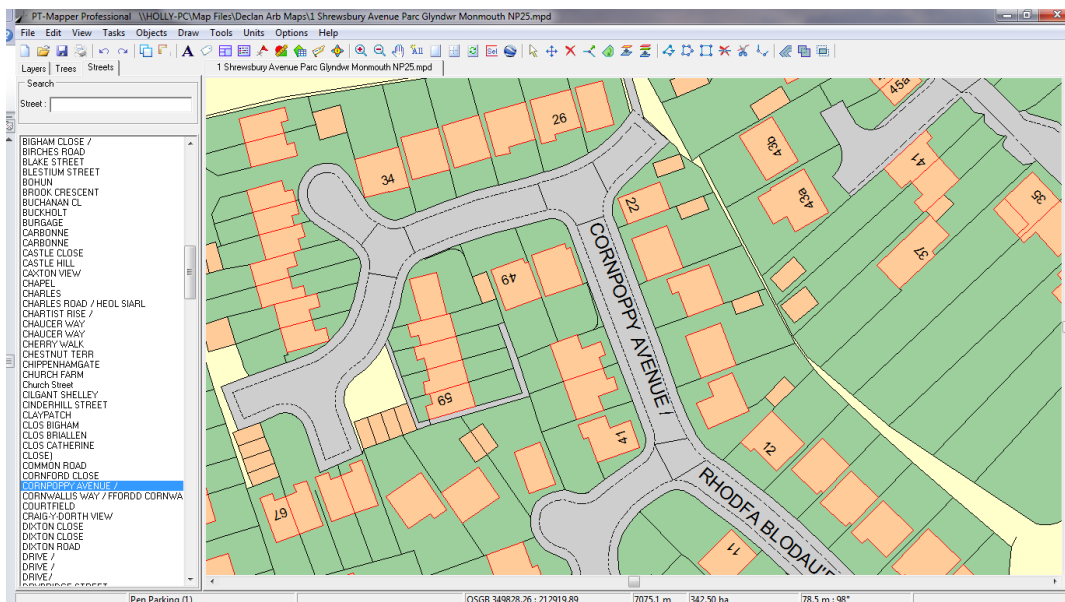 PT-Mapper Professional \\HOLLY-PC\Map Files\Declan Arb Maps\1 Shrewsbury Avenue Parc Glyndwr Monmouth NP25.mpd
File Edit View Tasks Objects Draw Tools Units Options Help
Layers Trees Streets
1 Shrewsbury Avenue Parc Glyndwr Monmouth NP25.mpd
Search
Street :
BIGHAM CLOSE /
BIRCHES ROAD
BLAKE STREET
BLESTIUM STREET
BOHUN
BROOK CRESCENT
BUCHANAN CL
BUCKHOLT
BURGAGE
CARBONNE
CARBONNE
CASTLE CLOSE
CASTLE HILL
CAXTON VIEW
CHAPEL
CHARLES
CHARLES ROAD / HEOL SIARL
CHARTIST RISE /
CHAUCER WAY
CHAUCER WAY
CHERRY WALK
CHESTNUT TERR
CHIPPENHAMGATE
CHURCH FARM
Church Street
CILGANT SHELLEY
CINDERHILL STREET
CLAYPATCH
CLOS BIGHAM
CLOS BRIALLEN
CLOS CATHERINE
CLOSE)
COMMON ROAD
CORNFORD CLOSE
CORNPOPPY AVENUE /
CORNWALLIS WAY / FFORDD CORNWA
COURTFIELD
CRAIG-Y-DORTH VIEW
DIXTON CLOSE
DIXTON CLOSE
DIXTON ROAD
DRIVE /
DRIVE /
DRIVE/
DRYBRIDGE STREET
26
45a
43b
41
34
43a
35
22
37
49
CORNPOPPY AVENUE /
59
41
12
RHODFA BLODAU'R
67
11
Pen Parking (1)
OSGB 349828.26 : 212919.89
7075.1 m
342.50 ha
78.5 m : 98°